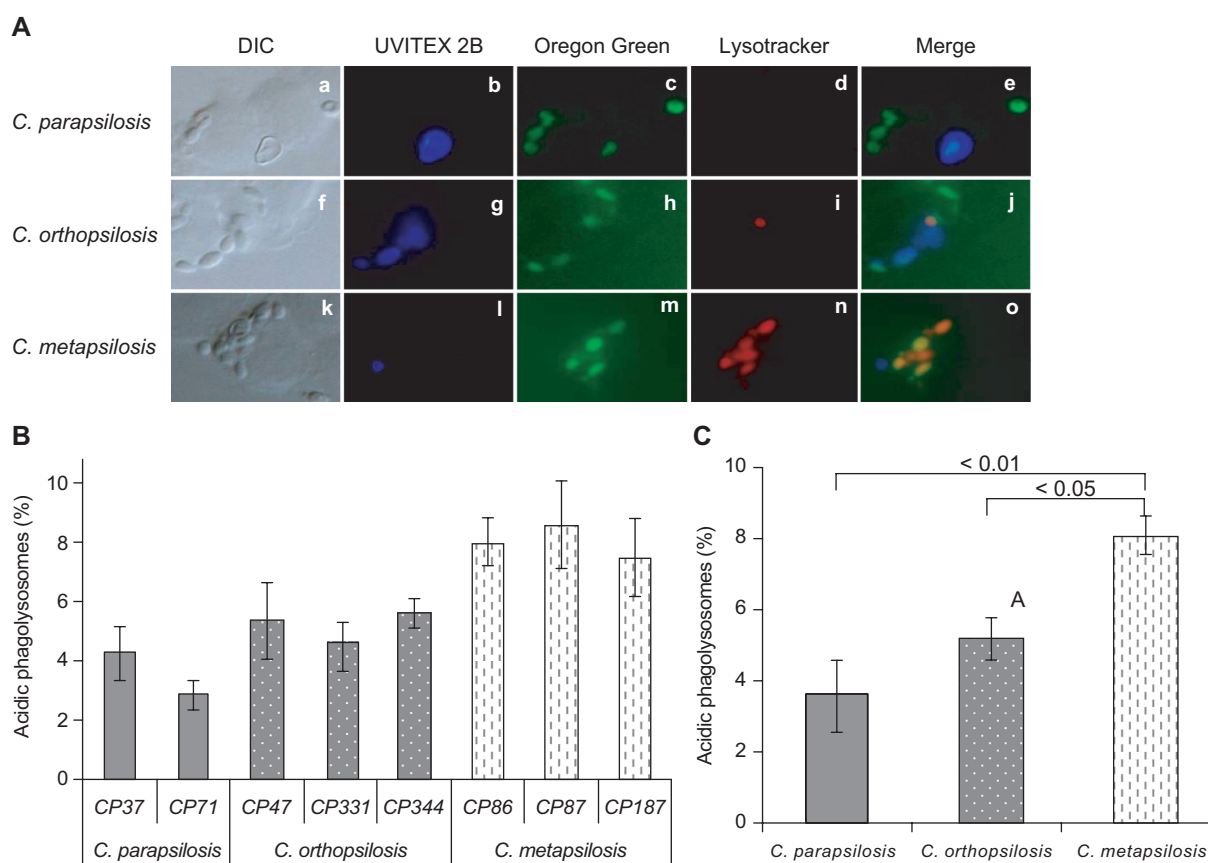 A
DIC UVITEX 2B Oregon Green Lysotracker Merge
C. parapsilosis a b c d e
C. orthopsilosis f g h i j
C. metapsilosis k l m n o
B
Acidic phagolysosomes (%)
10
8
6
4
2
0
CP37 CP71 CP47 CP331 CP344 CP86 CP87 CP187
C. parapsilosis C. orthopsilosis C. metapsilosis
C
Acidic phagolysosomes (%)
10
8
6
4
2
0
< 0.01
< 0.05
A
C. parapsilosis C. orthopsilosis C. metapsilosis